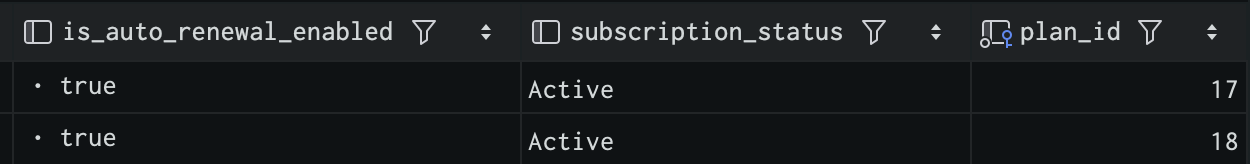 is_auto_renewal_enabled subscription_status plan_id
true Active 17
true Active 18